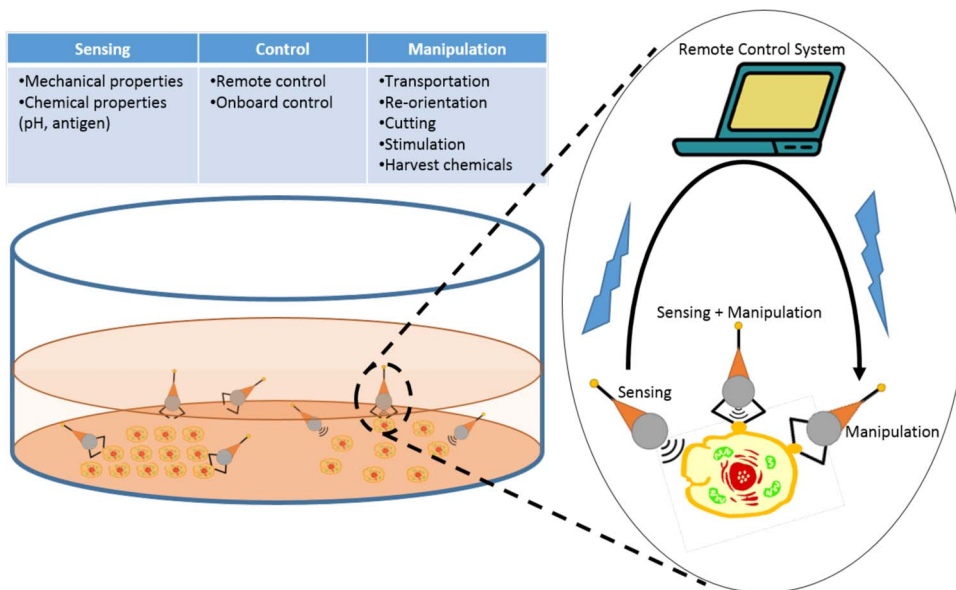 Sensing
Control
Manipulation
•Mechanical properties
•Chemical properties
(pH, antigen)
•Remote control
•Onboard control
•Transportation
•Re-orientation
•Cutting
•Stimulation
•Harvest chemicals
Remote Control System
Sensing + Manipulation
Sensing
Manipulation